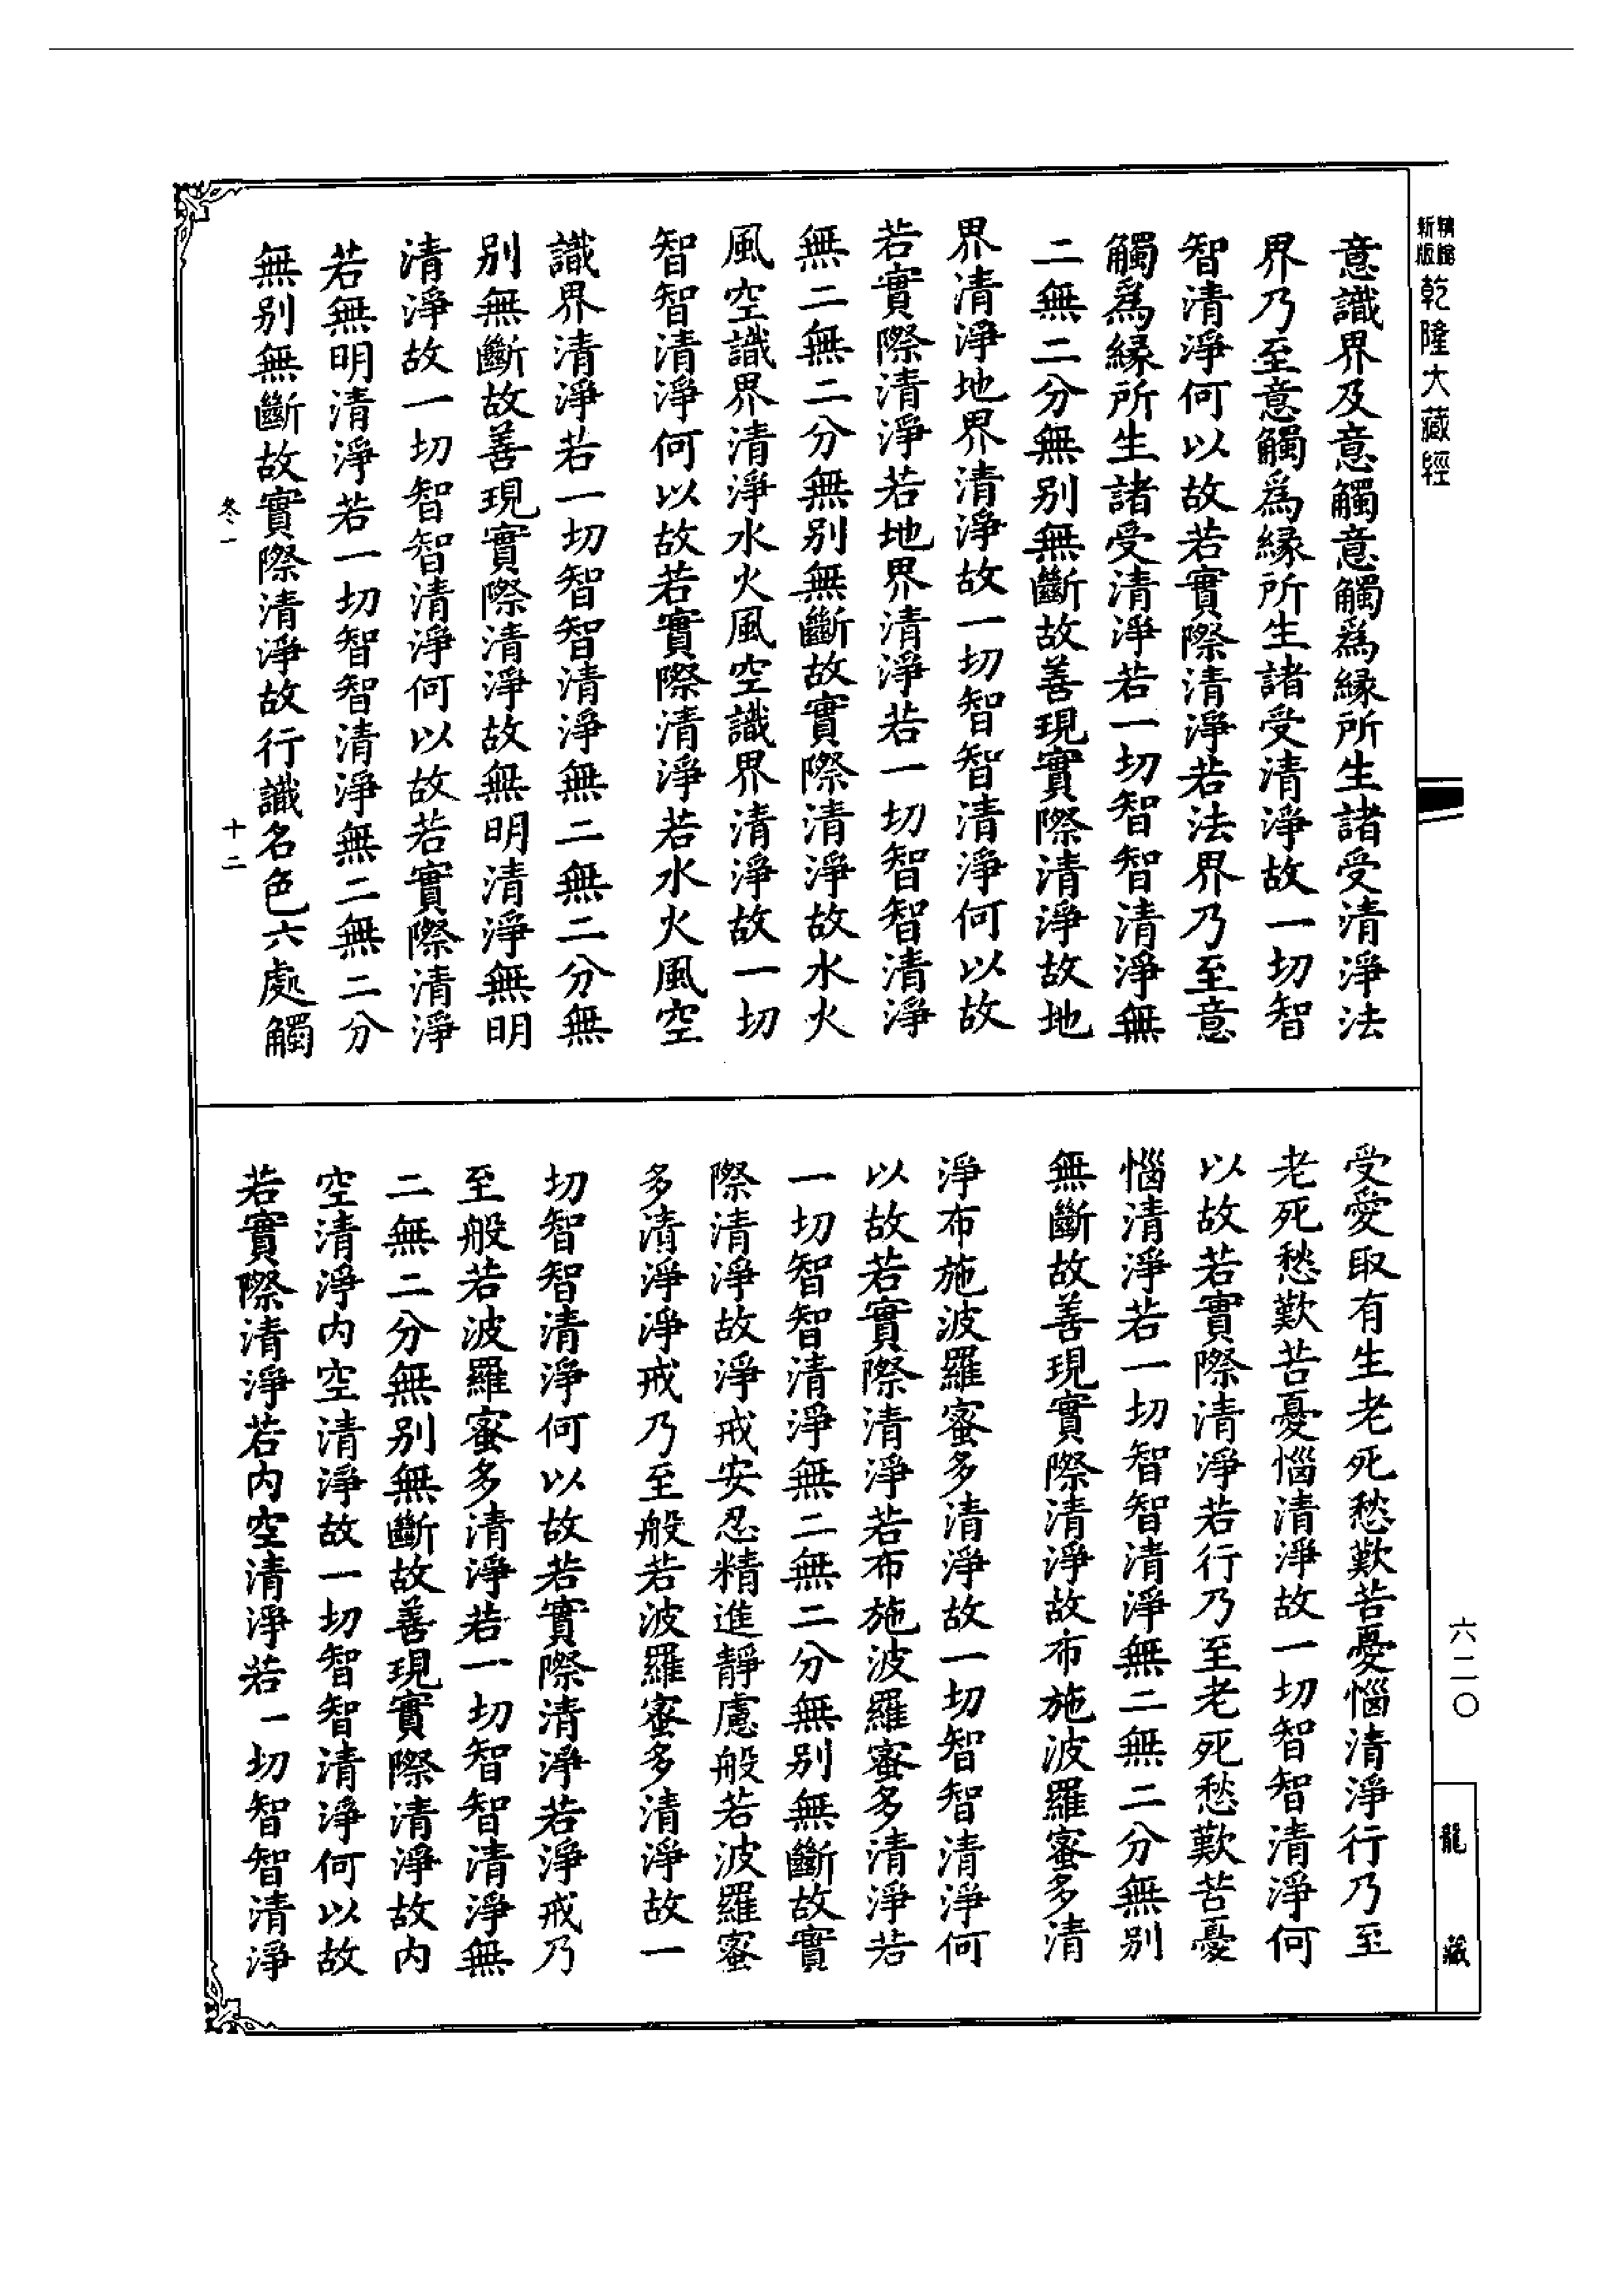 精縮新版乾隆大藏經
意識界及意觸意觸爲緣所生諸受清淨法
界乃至意觸爲緣所生諸受清淨故一切智
智清淨何以故若實際清淨若法界乃至意
觸爲緣所生諸受清淨若一切智智清淨無
二無二分無别無斷故善現實際清淨故地
界清淨地界清淨故一切智智清淨何以故
若實際清淨若地界清淨若一切智智清淨
無二無二分無别無斷故實際清淨故水火
風空識界清淨水火風空識界清淨故一切
智智清淨何以故若實際清淨若水火風空
識界清淨若一切智智清淨無二無二分無
别無斷故善現實際清淨故無明清淨無明
清淨故一切智智清淨何以故若實際清淨
若無明清淨若一切智智清淨無二無二分
無别無斷故實際清淨故行識名色六處觸
冬一 十二
受愛取有生老死愁歎苦憂惱清淨行乃至
老死愁歎苦憂惱清淨故一切智智清淨何
以故若實際清淨若行乃至老死愁歎苦憂
惱清淨若一切智智清淨無二無二分無别
無斷故善現實際清淨故布施波羅蜜多清
淨布施波羅蜜多清淨故一切智智清淨何
以故若實際清淨若布施波羅蜜多清淨若
一切智智清淨無二無二分無别無斷故實
際清淨故淨戒安忍精進靜慮般若波羅蜜
多清淨淨戒乃至般若波羅蜜多清淨故一
切智智清淨何以故若實際清淨若淨戒乃
至般若波羅蜜多清淨若一切智智清淨無
二無二分無别無斷故善現實際清淨故内
空清淨内空清淨故一切智智清淨何以故
若實際清淨若内空清淨若一切智智清淨
六二〇
龍藏